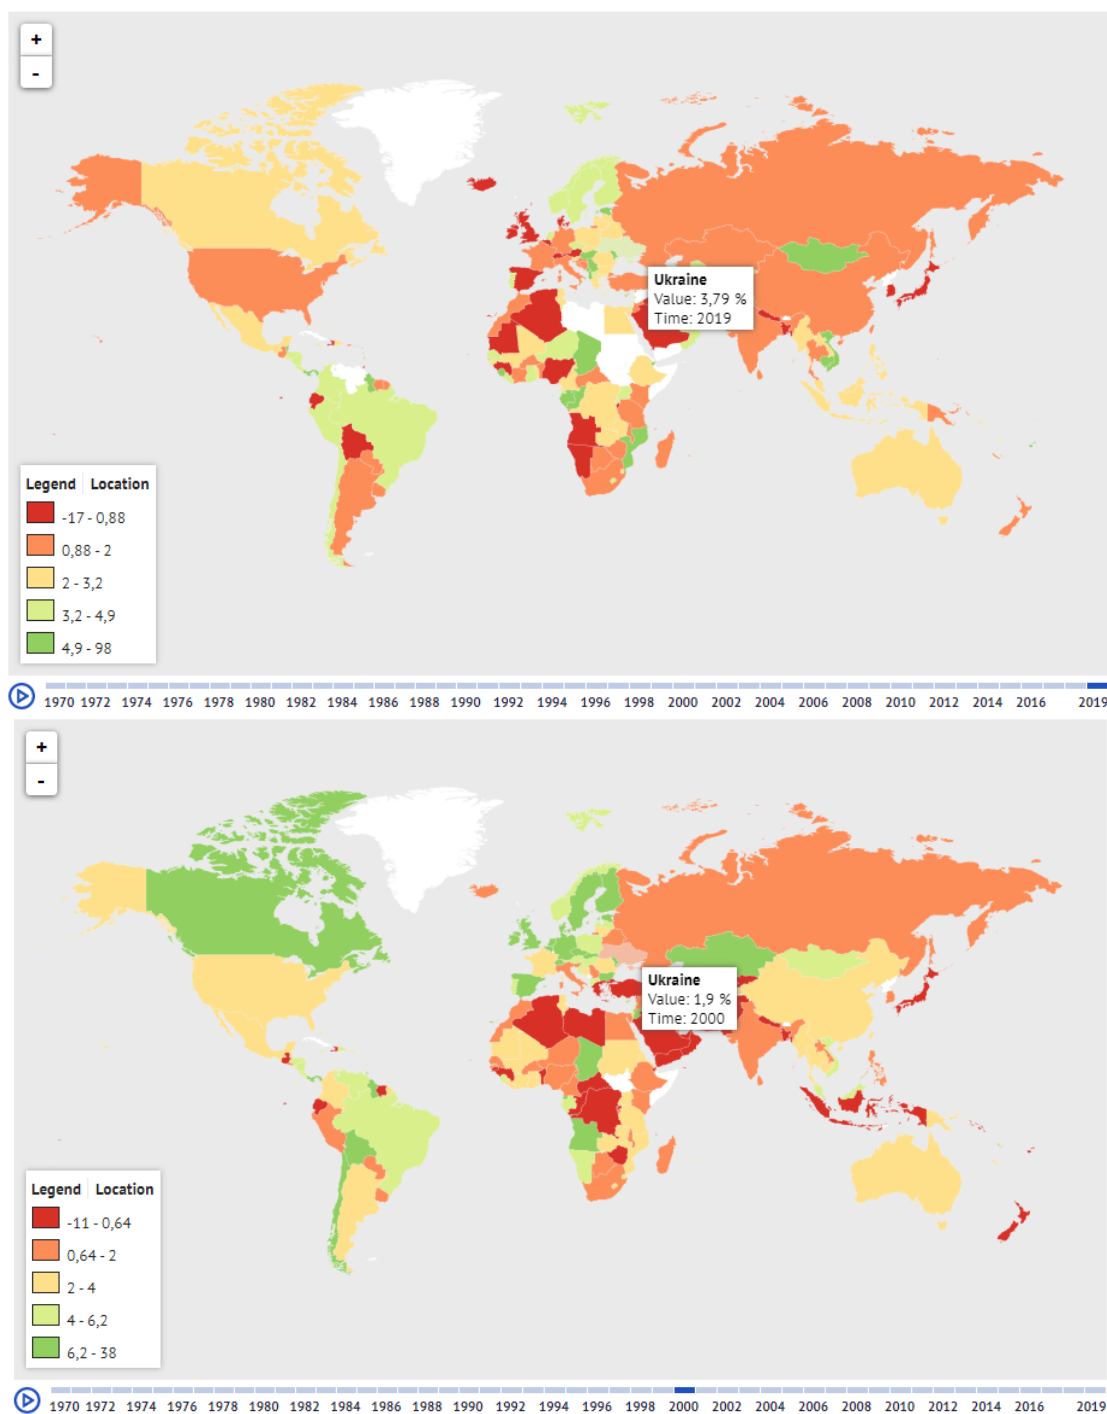 +
-
Ukraine
Value: 3,79 %
Time: 2019
Legend Location
-17 - 0,88
0,88 - 2
2 - 3,2
3,2 - 4,9
4,9 - 98
1970 1972 1974 1976 1978 1980 1982 1984 1986 1988 1990 1992 1994 1996 1998 2000 2002 2004 2006 2008 2010 2012 2014 2016 2019
+
-
Ukraine
Value: 1,9 %
Time: 2000
Legend Location
-11 - 0,64
0,64 - 2
2 - 4
4 - 6,2
6,2 - 38
1970 1972 1974 1976 1978 1980 1982 1984 1986 1988 1990 1992 1994 1996 1998 2000 2002 2004 2006 2008 2010 2012 2014 2016 2019